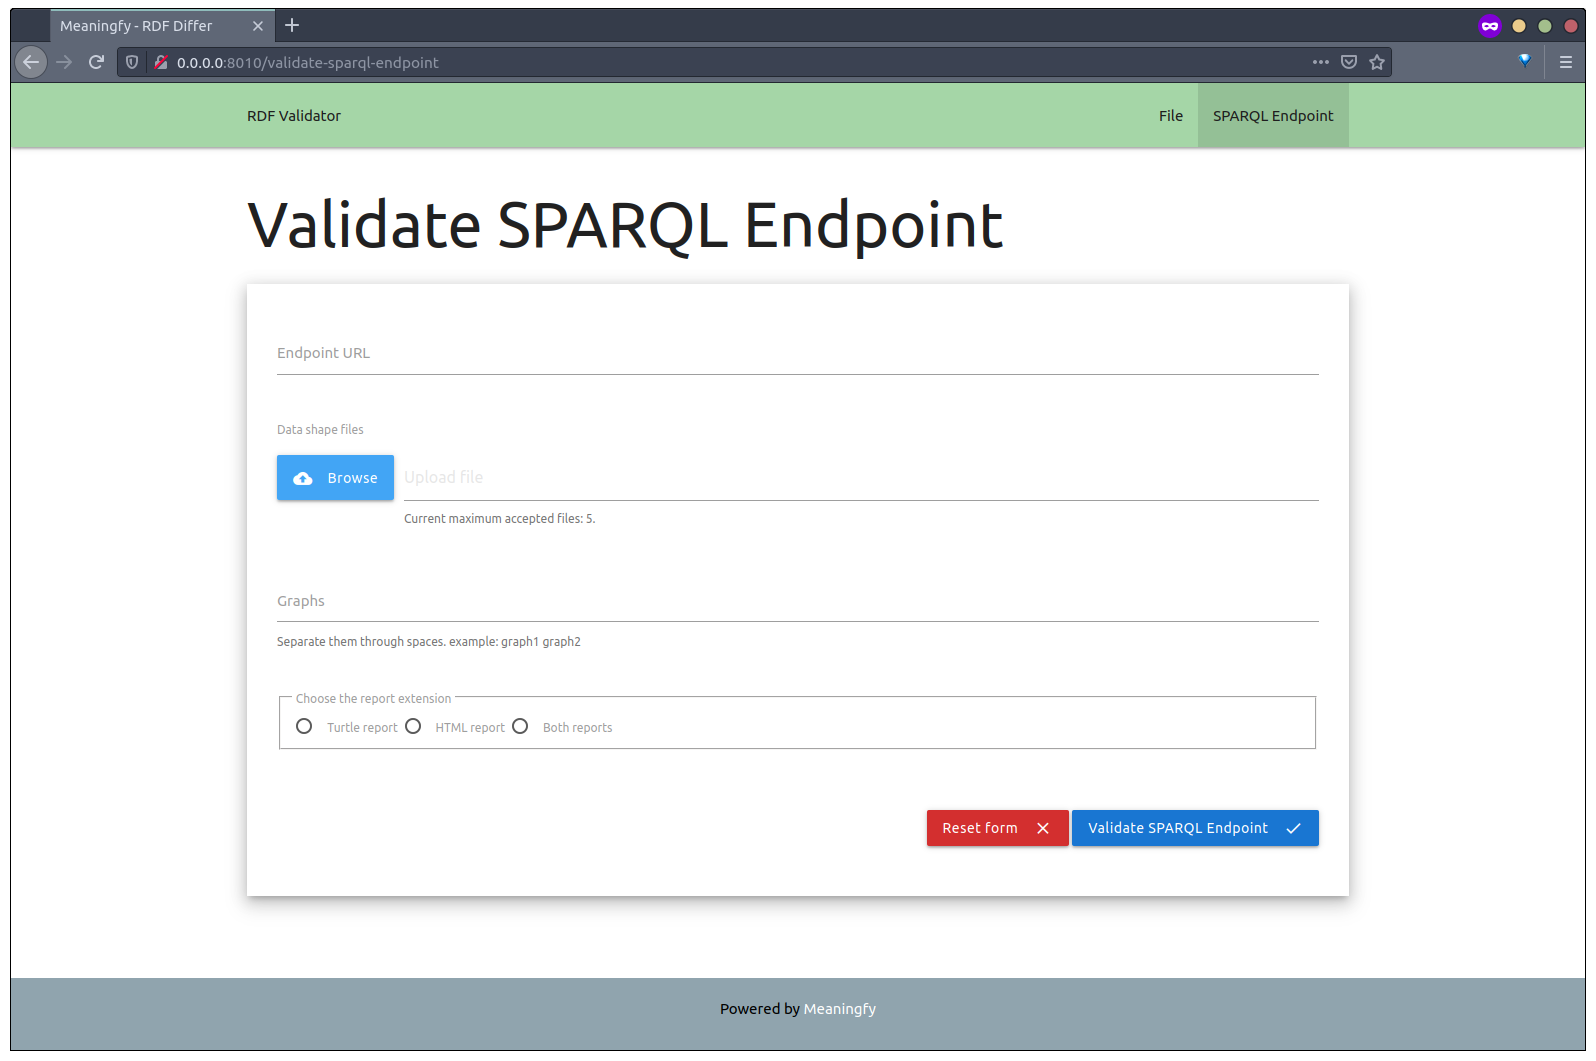 Meaningfy - RDF Differ
0.0.0.0:8010/validate-sparql-endpoint
RDF Validator
File
SPARQL Endpoint
Validate SPARQL Endpoint
Endpoint URL
Data shape files
Browse
Upload file
Current maximum accepted files: 5.
Graphs
Separate them through spaces. example: graph1 graph2
Choose the report extension
Turtle report
HTML report
Both reports
Reset form
Validate SPARQL Endpoint
Powered by Meaningfy